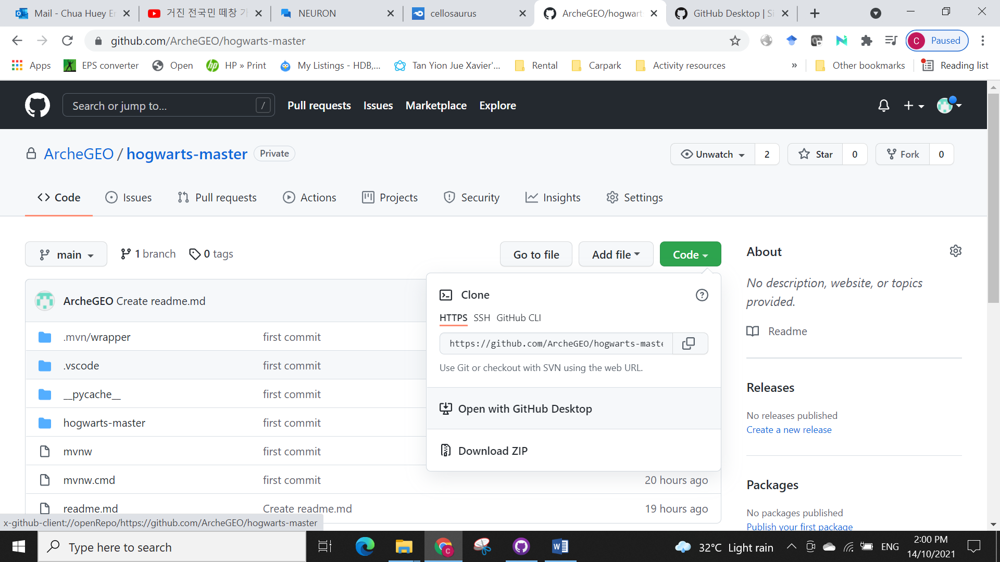 Mail - Chua Huey En
거진 전국민 떼창 가
NEURON
cellosaurus
ArcheGEO/hogwarts
GitHub Desktop | Si
github.com/ArcheGEO/hogwarts-master
C Paused
Apps
EPS converter
Open
HP » Print
My Listings - HDB,...
Tan Yion Jue Xavier'...
Rental
Carpark
Activity resources
»
Other bookmarks
Reading list
Search or jump to...
/
Pull requests
Issues
Marketplace
Explore
ArcheGEO / hogwarts-master
Private
Unwatch 2
Star 0
Fork 0
Code
Issues
Pull requests
Actions
Projects
Security
Insights
Settings
main
1 branch
0 tags
Go to file
Add file
Code
ArcheGEO Create readme.md
.mvn/wrapper first commit
.vscode first commit
__pycache__ first commit
hogwarts-master first commit
mvnw first commit
mvnw.cmd first commit 20 hours ago
readme.md Create readme.md 19 hours ago
Clone
HTTPS SSH GitHub CLI
https://github.com/ArcheGEO/hogwarts-maste
Use Git or checkout with SVN using the web URL.
Open with GitHub Desktop
Download ZIP
About
No description, website, or topics
provided.
Readme
Releases
No releases published
Create a new release
Packages
No packages published
Publish your first package
x-github-client://openRepo/https://github.com/ArcheGEO/hogwarts-master
Type here to search
32°C Light rain
ENG
2:00 PM
14/10/2021